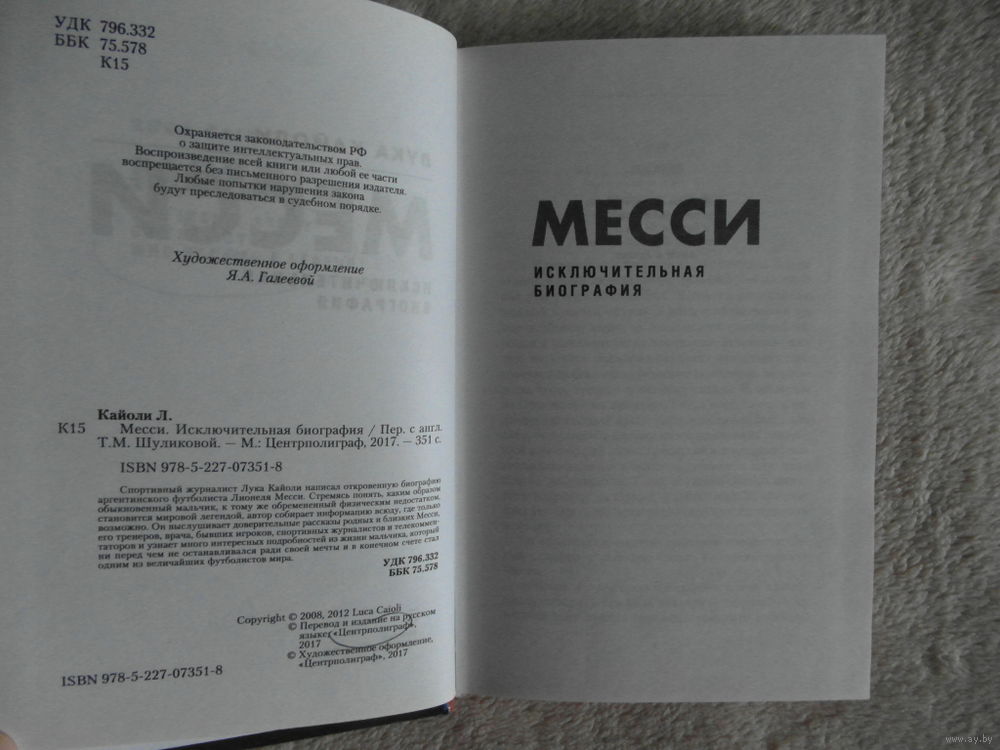 УДК 796.332
ББК 75.578
К15
Охраняется законодательством РФ
о защите интеллектуальных прав.
Воспроизведение всей книги или любой ее части
воспрещается без письменного разрешения издателя.
Любые попытки нарушения закона
будут преследоваться в судебном порядке.
Художественное оформление
Я.А. Галеевой
Кайоли Л.
К15 Месси. Исключительная биография / Пер. с англ.
Т.М. Шуликовой. — М.: Центрполиграф, 2017. — 351 с.
ISBN 978-5-227-07351-8
Спортивный журналист Лука Кайоли написал откровенную биографию
аргентинского футболиста Лионеля Месси. Стремясь понять, каким образом
обыкновенный мальчик, к тому же обремененный физическим недостатком,
становится мировой легендой, автор собирает информацию всюду, где только
возможно. Он выслушивает доверительные рассказы родных и близких Месси,
его тренеров, врача, бывших игроков, спортивных журналистов и телекоммен-
таторов и узнает много интересных подробностей из жизни мальчика, который
ни перед чем не останавливался ради своей мечты и в конечном счете стал
одним из величайших футболистов мира.
УДК 796.332
ББК 75.578
Copyright © 2008, 2012 Luca Caioli
© Перевод и издание на русском
языке, «Центрполиграф»,
2017
© Художественное оформление,
«Центрполиграф», 2017
ISBN 978-5-227-07351-8
МЕССИ
ИСКЛЮЧИТЕЛЬНАЯ
БИОГРАФИЯ
www.ay.by